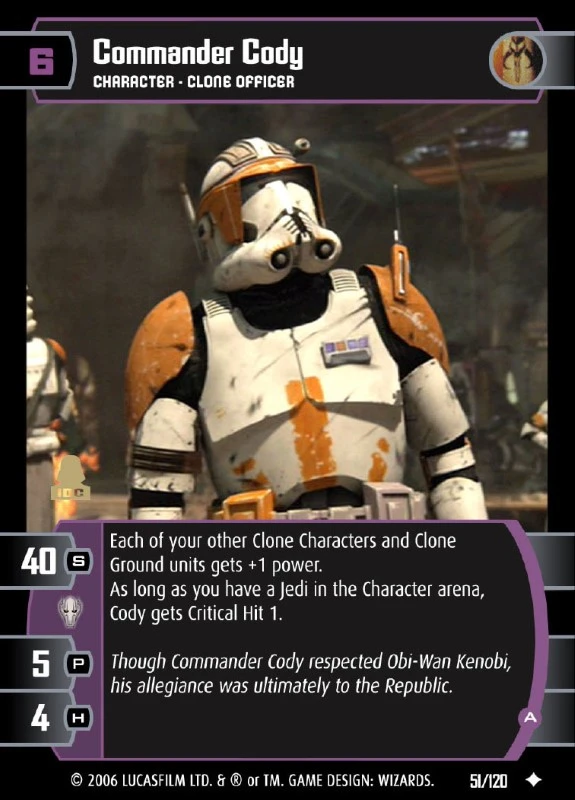 6
Commander Cody
CHARACTER · CLONE OFFICER
IDC
40 S
5 P
4 H
Each of your other Clone Characters and Clone
Ground units gets +1 power.
As long as you have a Jedi in the Character arena,
Cody gets Critical Hit 1.
Though Commander Cody respected Obi-Wan Kenobi,
his allegiance was ultimately to the Republic.
A
© 2006 LUCASFILM LTD. & ® or TM. GAME DESIGN: WIZARDS. 51/120